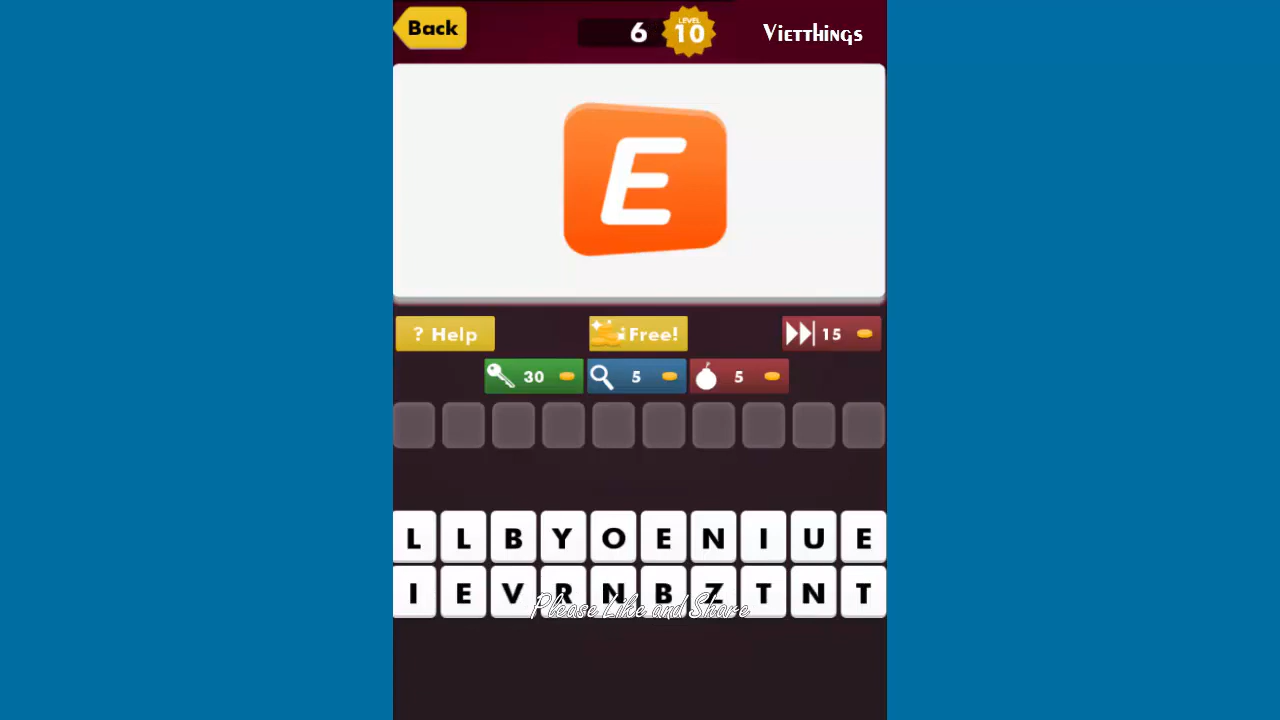 Back
6
LEVEL
10
Vietthings
E
? Help
Free!
15
30
5
5
L L B Y O E N I U E
I E V R N B Z T N T
Please Like and Share